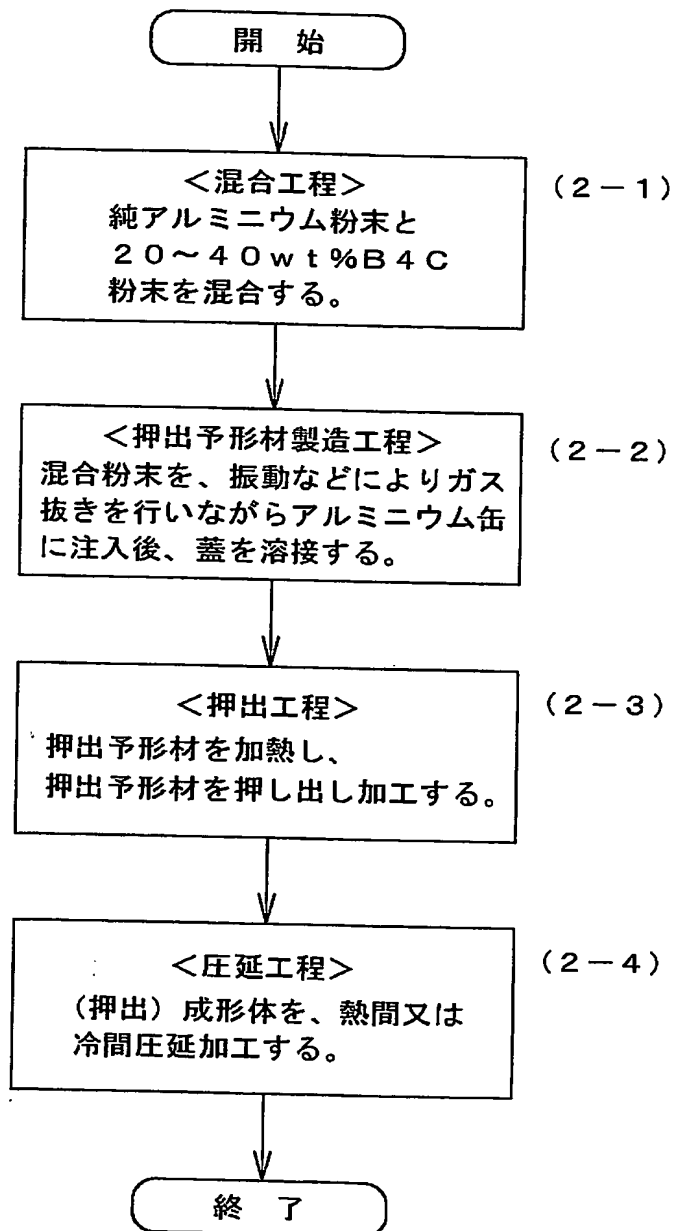 開 始
＜混合工程＞
（２－１）
純アルミニウム粉末と
２０～４０ｗｔ％Ｂ４Ｃ
粉末を混合する。
＜押出予形材製造工程＞
（２－２）
混合粉末を、振動などによりガス
抜きを行いながらアルミニウム缶
に注入後、蓋を溶接する。
＜押出工程＞
（２－３）
押出予形材を加熱し、
押出予形材を押し出し加工する。
＜圧延工程＞
（２－４）
（押出）成形体を、熱間又は
冷間圧延加工する。
終 了